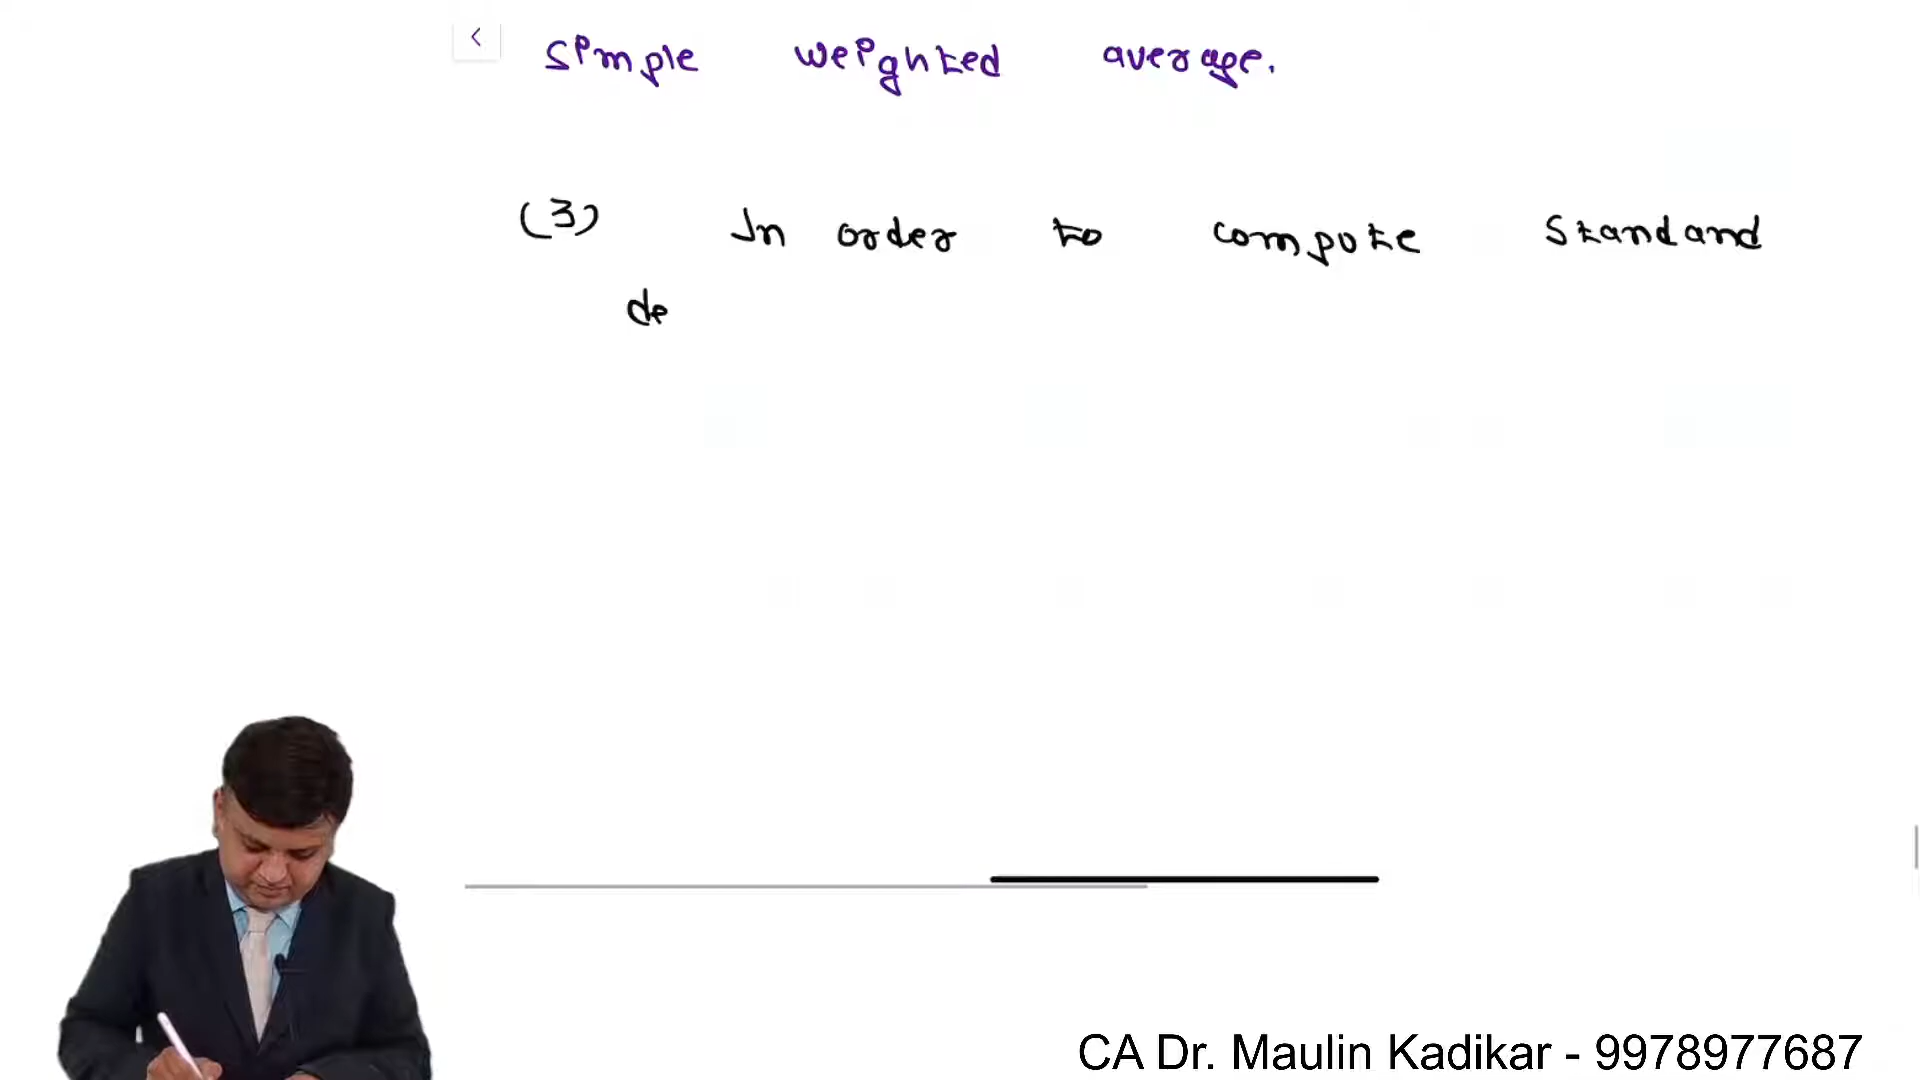 simple weighted average.
(3) In order to compute standard
de
CA Dr. Maulin Kadikar - 9978977687